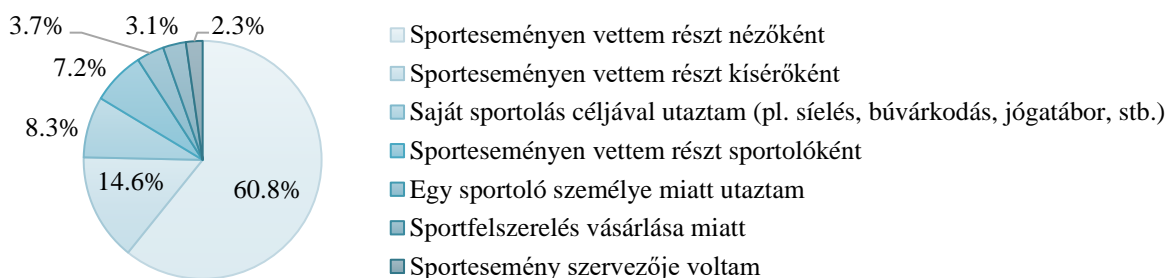 3.7%
3.1%
2.3%
7.2%
8.3%
14.6%
60.8%
Sporteseményen vettem részt nézőként
Sporteseményen vettem részt kísérőként
Saját sportolás céljával utaztam (pl. síelés, búvárkodás, jógatábor, stb.)
Sporteseményen vettem részt sportolóként
Egy sportoló személye miatt utaztam
Sportfelszerelés vásárlása miatt
Sportesemény szervezője voltam